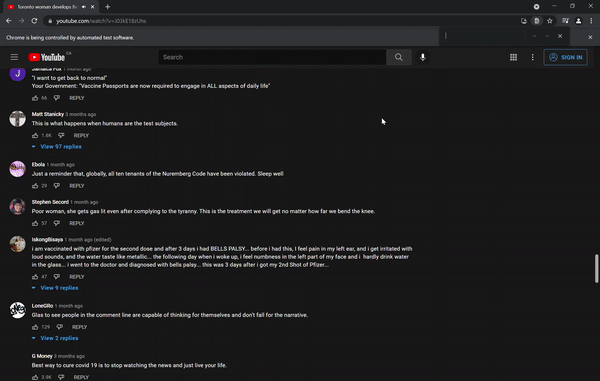 Toronto woman develops B
youtube.com/watch?v=J03kE18zUhs
Chrome is being controlled by automated test software.
YouTube CA
Search
SIGN IN
Jamaica Fox 1 month ago
"I want to get back to normal"
Your Government: "Vaccine Passports are now required to engage in ALL aspects of daily life"
66 REPLY
Matt Stanicky 3 months ago
This is what happens when humans are the test subjects.
1.6K REPLY
View 97 replies
Ebola 1 month ago
Just a reminder that, globally, all ten tenants of the Nuremberg Code have been violated. Sleep well
29 REPLY
Stephen Secord 1 month ago
Poor woman, she gets gas lit even after complying to the tyranny. This is the treatment we will get no matter how far we bend the knee.
57 REPLY
IskongBisaya 1 month ago (edited)
i am vaccinated with pfizer for the second dose and after 3 days i had BELLS PALSY... before i had this, I feel pain in my left ear, and i get irritated with
loud sounds, and the water taste like metallic... the following day when i woke up, i feel numbness in the left part of my face and i hardly drink water
in the glass... i went to the doctor and diagnosed with bells palsy... this was 3 days after i got my 2nd Shot of Pfizer...
47 REPLY
View 9 replies
LoneGRo 1 month ago
Glas to see people in the comment line are capable of thinking for themselves and don't fall for the narrative.
129 REPLY
View 2 replies
G Money 3 months ago
Best way to cure covid 19 is to stop watching the news and just live your life.
3.9K REPLY